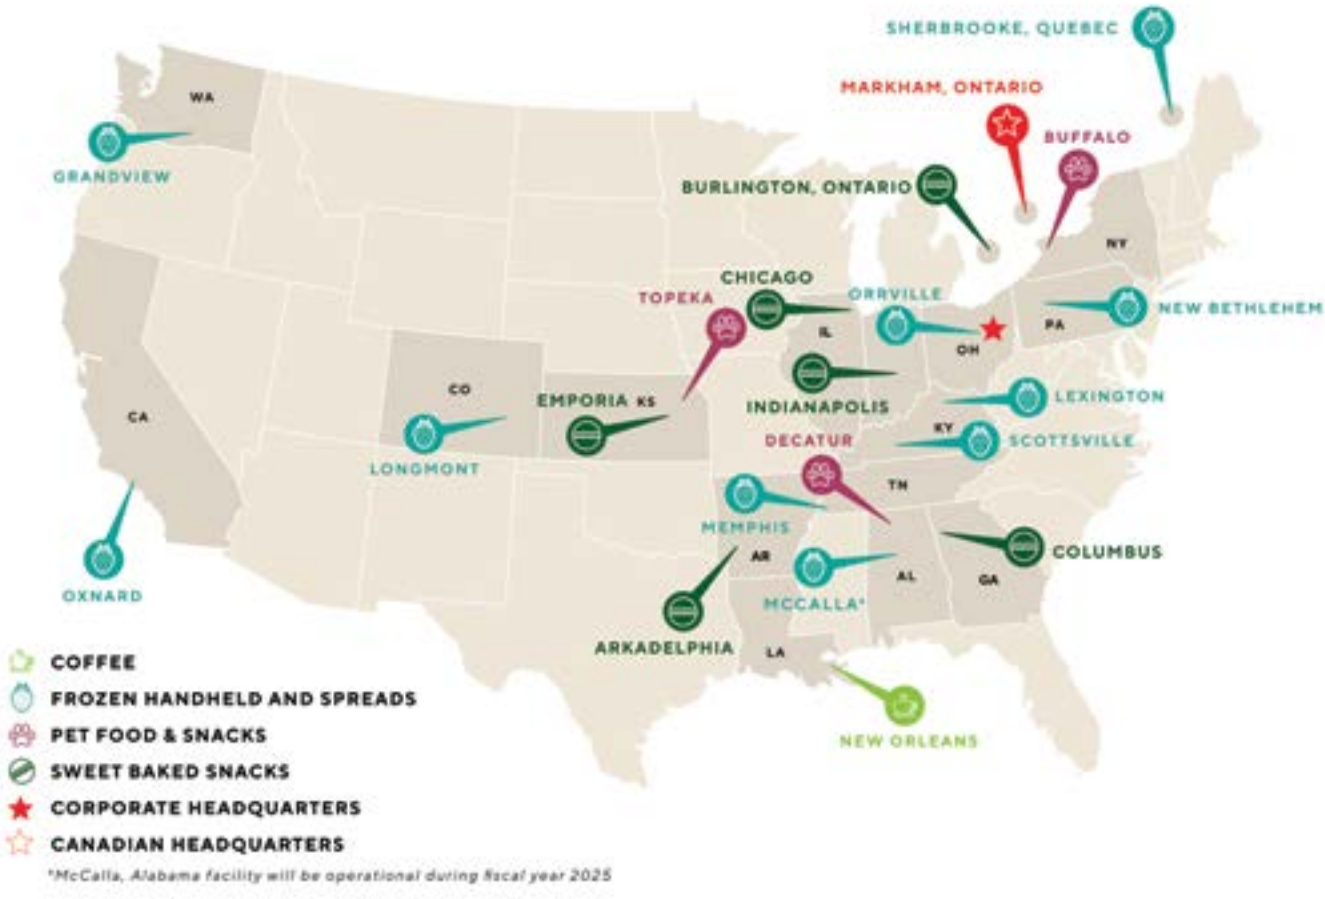 SHERBROOKE, QUEBEC
MARKHAM, ONTARIO
WA
BUFFALO
GRANDVIEW
BURLINGTON, ONTARIO
NY
CHICAGO
TOPEKA
ORRVILLE
NEW BETHLEHEM
IL
PA
OH
CO
EMPORIA KS
LEXINGTON
INDIANAPOLIS
CA
KY
DECATUR
SCOTTSVILLE
LONGMONT
TN
MEMPHIS
COLUMBUS
AR
AL
GA
OXNARD
MCCALLA*
ARKADELPHIA
LA
COFFEE
FROZEN HANDHELD AND SPREADS
PET FOOD & SNACKS
NEW ORLEANS
SWEET BAKED SNACKS
CORPORATE HEADQUARTERS
CANADIAN HEADQUARTERS
*McCalla, Alabama facility will be operational during fiscal year 2025